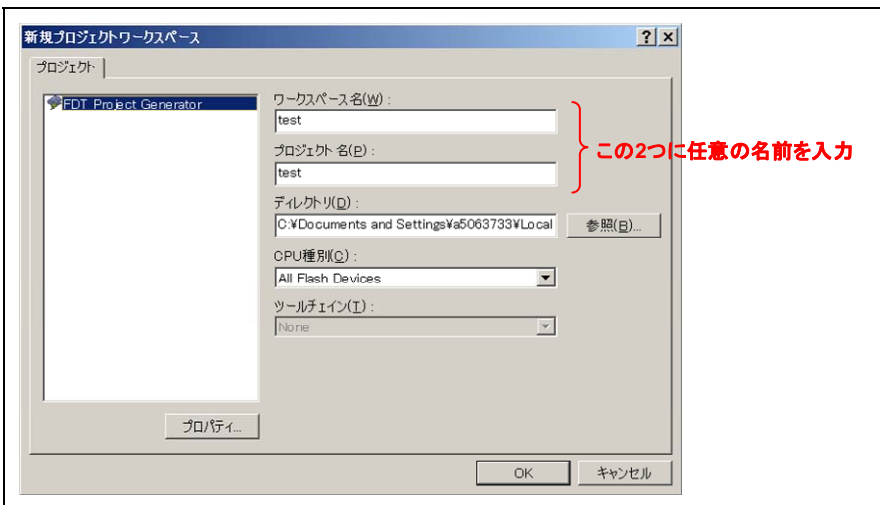 新規プロジェクトワークスペース
プロジェクト
FDT Project Generator
ワークスペース名(W) :
test
プロジェクト名(P) :
test
この2つに任意の名前を入力
ディレクトリ(D) :
C:¥Documents and Settings¥a5063733¥Local
参照(B)...
CPU種別(C) :
All Flash Devices
ツールチェイン(T) :
None
プロパティ...
OK
キャンセル